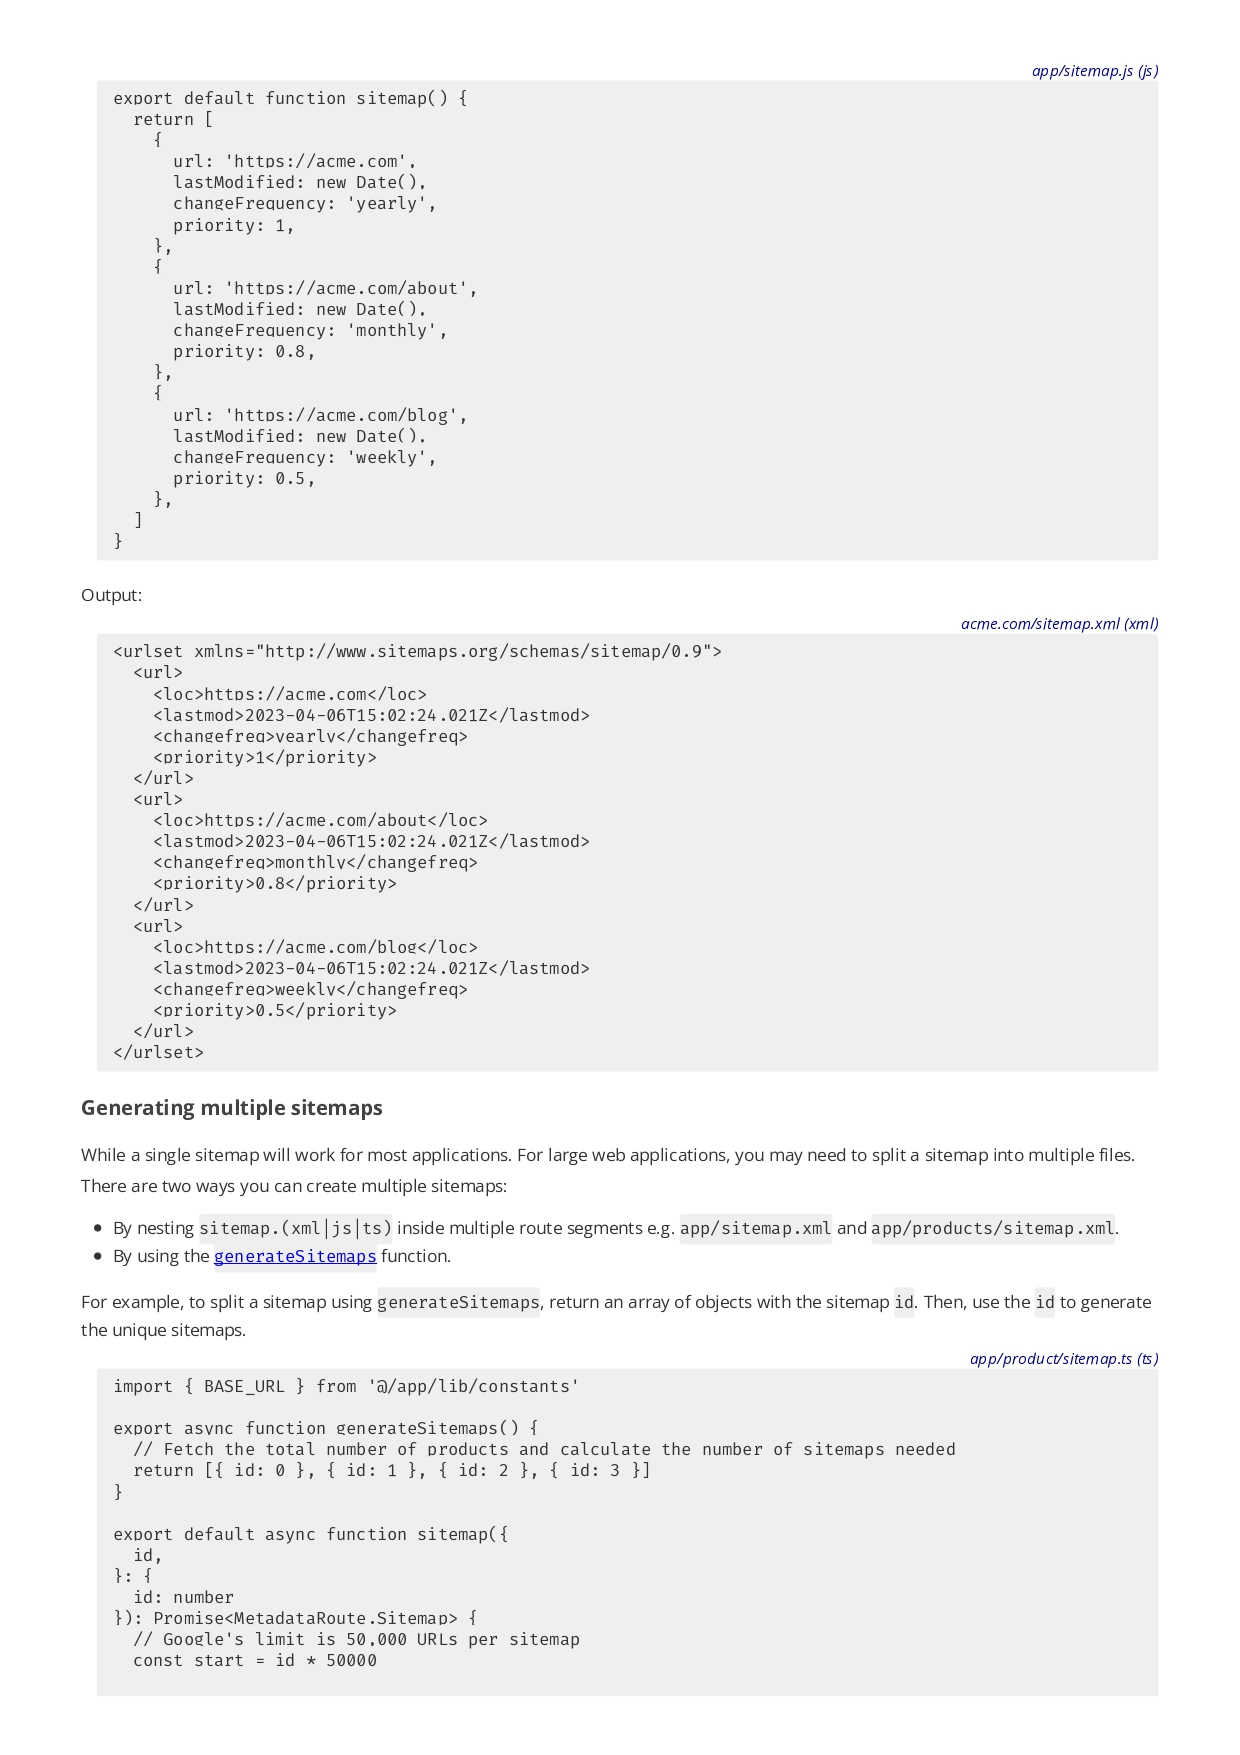 app/sitemap.js (js)
export default function sitemap() {
  return [
    {
      url: 'https://acme.com',
      lastModified: new Date(),
      changeFrequency: 'yearly',
      priority: 1,
    },
    {
      url: 'https://acme.com/about',
      lastModified: new Date(),
      changeFrequency: 'monthly',
      priority: 0.8,
    },
    {
      url: 'https://acme.com/blog',
      lastModified: new Date(),
      changeFrequency: 'weekly',
      priority: 0.5,
    },
  ]
}
Output:
acme.com/sitemap.xml (xml)
<urlset xmlns="http://www.sitemaps.org/schemas/sitemap/0.9">
  <url>
    <loc>https://acme.com</loc>
    <lastmod>2023-04-06T15:02:24.021Z</lastmod>
    <changefreq>yearly</changefreq>
    <priority>1</priority>
  </url>
  <url>
    <loc>https://acme.com/about</loc>
    <lastmod>2023-04-06T15:02:24.021Z</lastmod>
    <changefreq>monthly</changefreq>
    <priority>0.8</priority>
  </url>
  <url>
    <loc>https://acme.com/blog</loc>
    <lastmod>2023-04-06T15:02:24.021Z</lastmod>
    <changefreq>weekly</changefreq>
    <priority>0.5</priority>
  </url>
</urlset>
Generating multiple sitemaps
While a single sitemap will work for most applications. For large web applications, you may need to split a sitemap into multiple files.
There are two ways you can create multiple sitemaps:
• By nesting sitemap.(xml|js|ts) inside multiple route segments e.g. app/sitemap.xml and app/products/sitemap.xml.
• By using the generateSitemaps function.
For example, to split a sitemap using generateSitemaps, return an array of objects with the sitemap id. Then, use the id to generate
the unique sitemaps.
app/product/sitemap.ts (ts)
import { BASE_URL } from '@/app/lib/constants'

export async function generateSitemaps() {
  // Fetch the total number of products and calculate the number of sitemaps needed
  return [{ id: 0 }, { id: 1 }, { id: 2 }, { id: 3 }]
}

export default async function sitemap({
  id,
}: {
  id: number
}): Promise<MetadataRoute.Sitemap> {
  // Google's limit is 50,000 URLs per sitemap
  const start = id * 50000